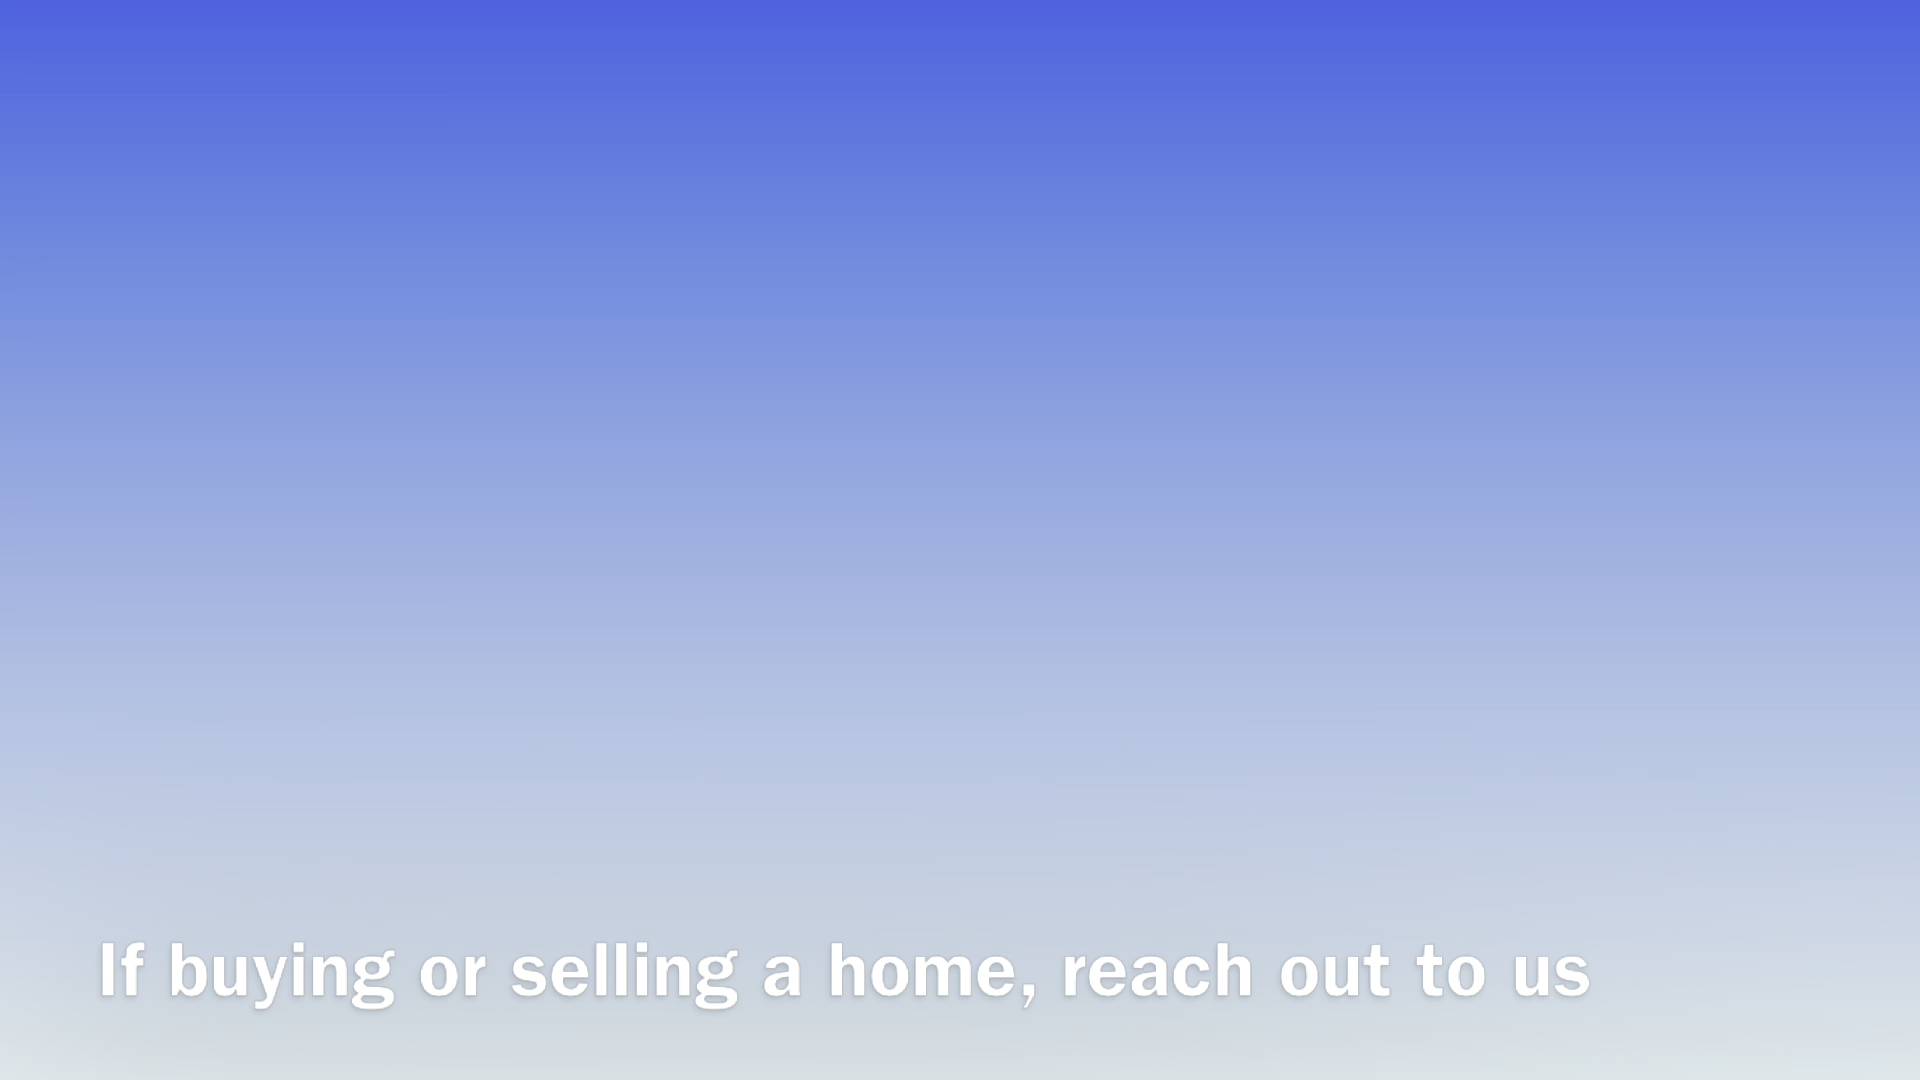 If buying or selling a home, reach out to us